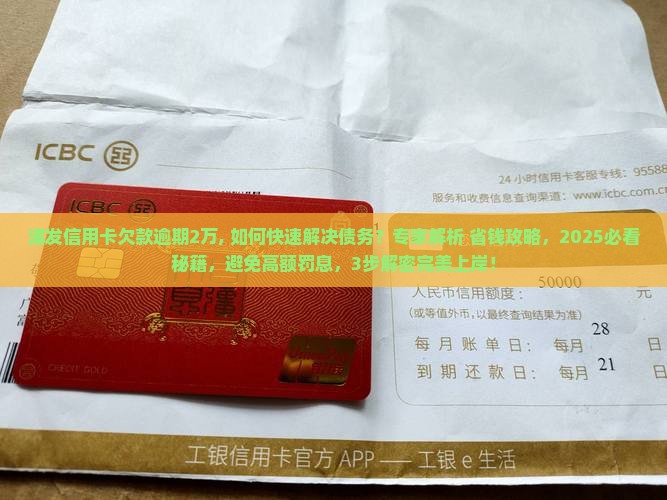 ICBC
24 小时信用卡客服专线：95588
服务和收费信息查询渠道：www.icbc.com.c
ICBC
发信用卡欠款逾期2万，如何快速解决债务？专家解析 省钱攻略，2025必看
秘籍，避免高额罚息，3步解密完美上岸！
人民币信用额度：50000 元
（或等值外币，以最终查询结果为准）
每 月 账 单 日： 每月 28 日
到 期 还 款 日： 每月 21 日
CREDIT GOLD
工银信用卡官方 APP —— 工银 e 生活